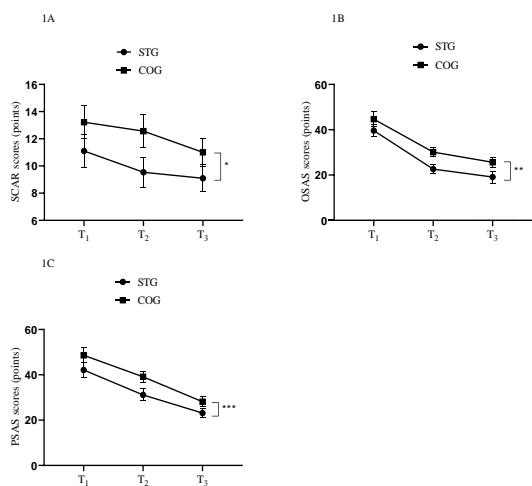 1A
STG
COG
SCAR scores (points)
16
14
12
10
8
6
*
T1
T2
T3
1B
STG
COG
OSAS scores (points)
60
40
20
0
**
T1
T2
T3
1C
STG
COG
PSAS scores (points)
60
40
20
0
***
T1
T2
T3